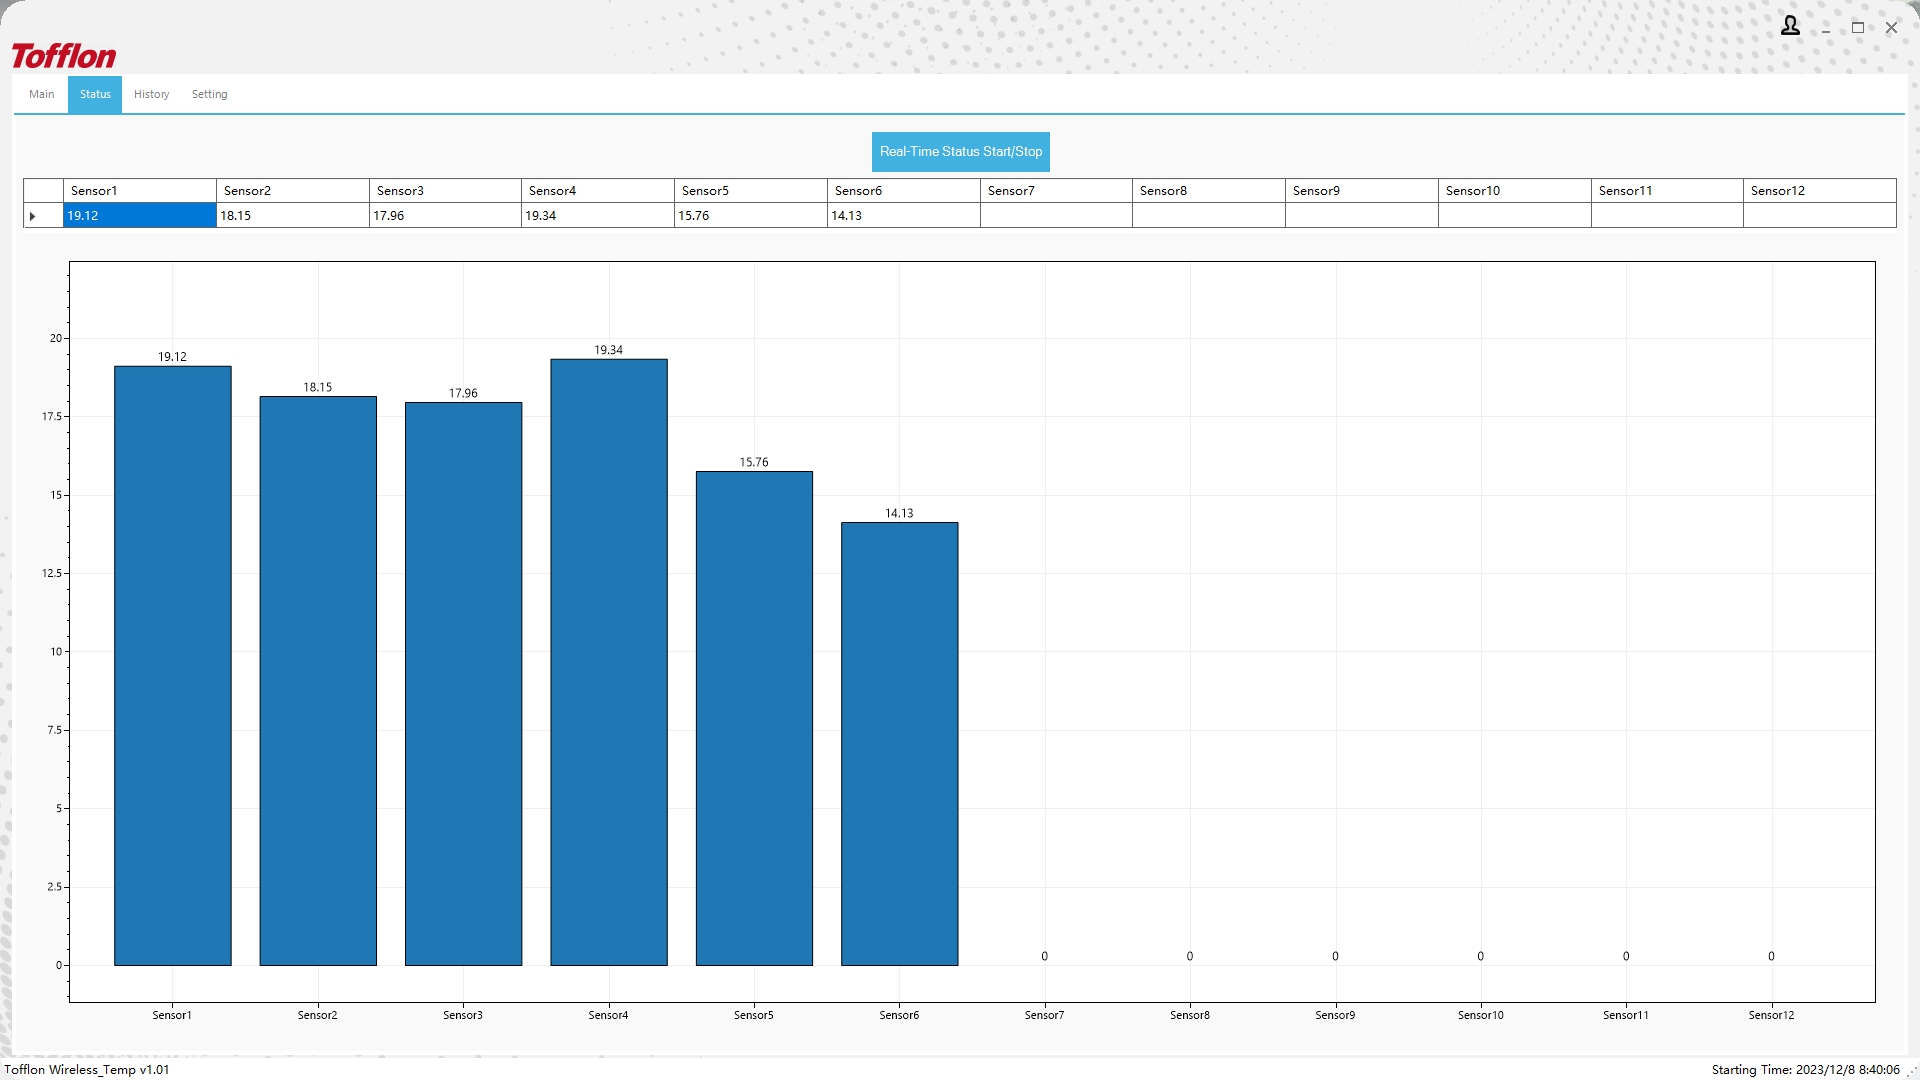 Tofflon
Main Status History Setting
Real-Time Status Start/Stop
Sensor1 Sensor2 Sensor3 Sensor4 Sensor5 Sensor6 Sensor7 Sensor8 Sensor9 Sensor10 Sensor11 Sensor12
19.12 18.15 17.96 19.34 15.76 14.13
20
17.5
15
12.5
10
7.5
5
2.5
0
19.12 18.15 17.96 19.34 15.76 14.13 0 0 0 0 0 0
Sensor1 Sensor2 Sensor3 Sensor4 Sensor5 Sensor6 Sensor7 Sensor8 Sensor9 Sensor10 Sensor11 Sensor12
Tofflon Wireless_Temp v1.01
Starting Time: 2023/12/8 8:40:06